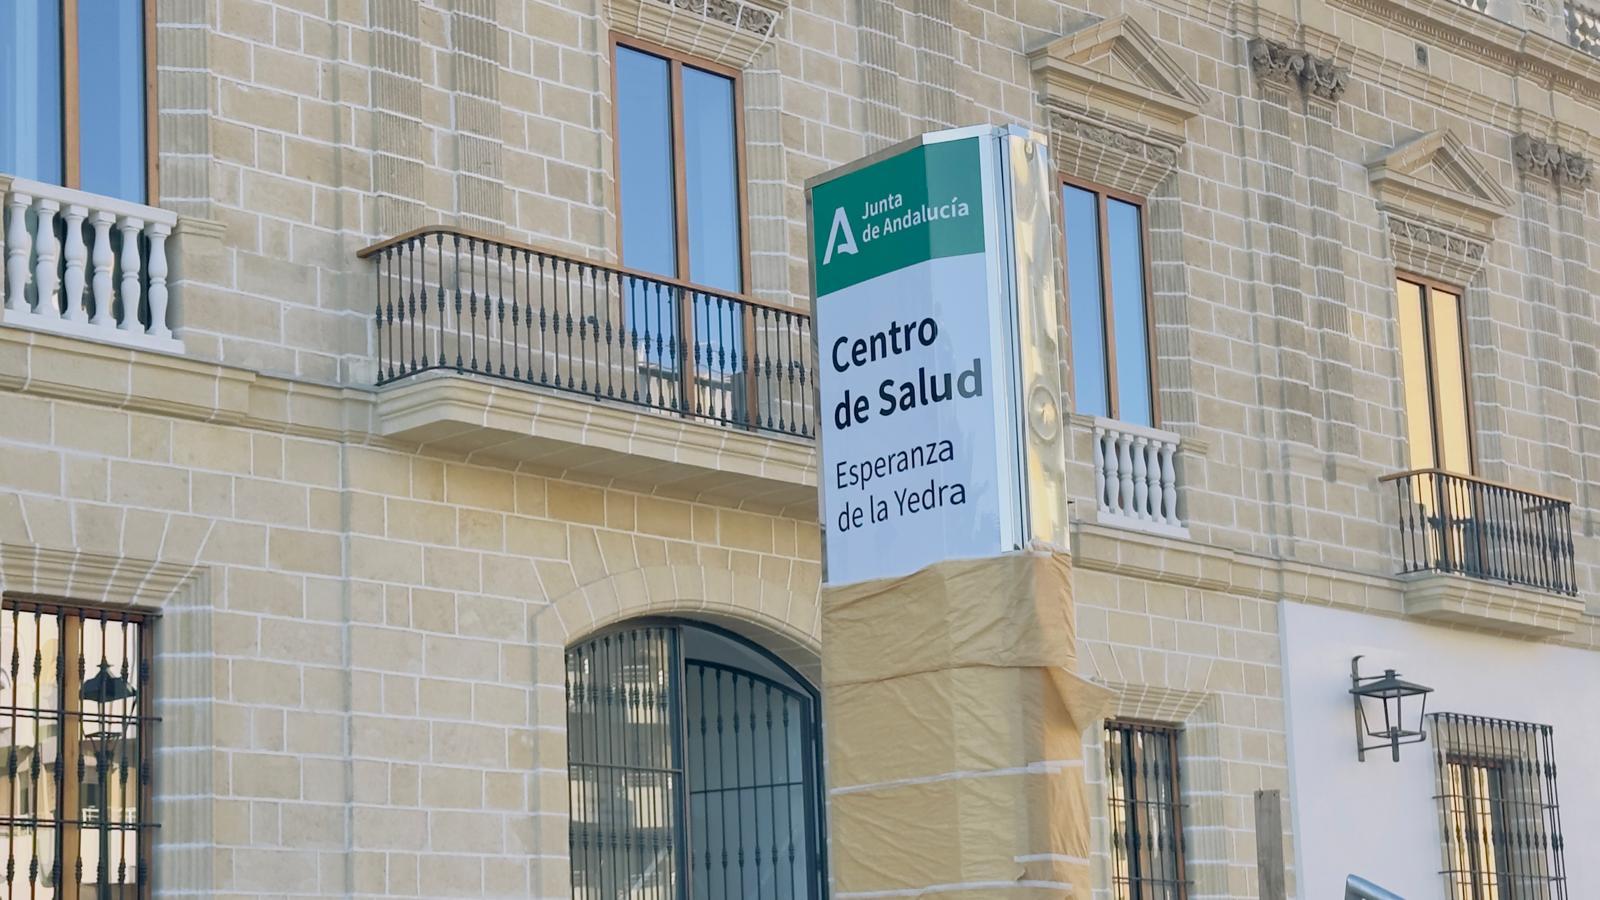 Junta
de Andalucía
Centro
de Salud
Esperanza
de la Yedra